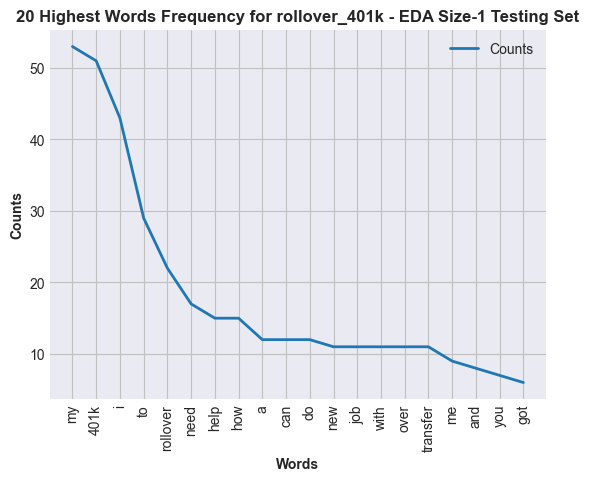 20 Highest Words Frequency for rollover_401k - EDA Size-1 Testing Set
Counts
50
40
30
20
10
Counts
my
401k
i
to
rollover
need
help
how
a
can
do
new
job
with
over
transfer
me
and
you
got
Words